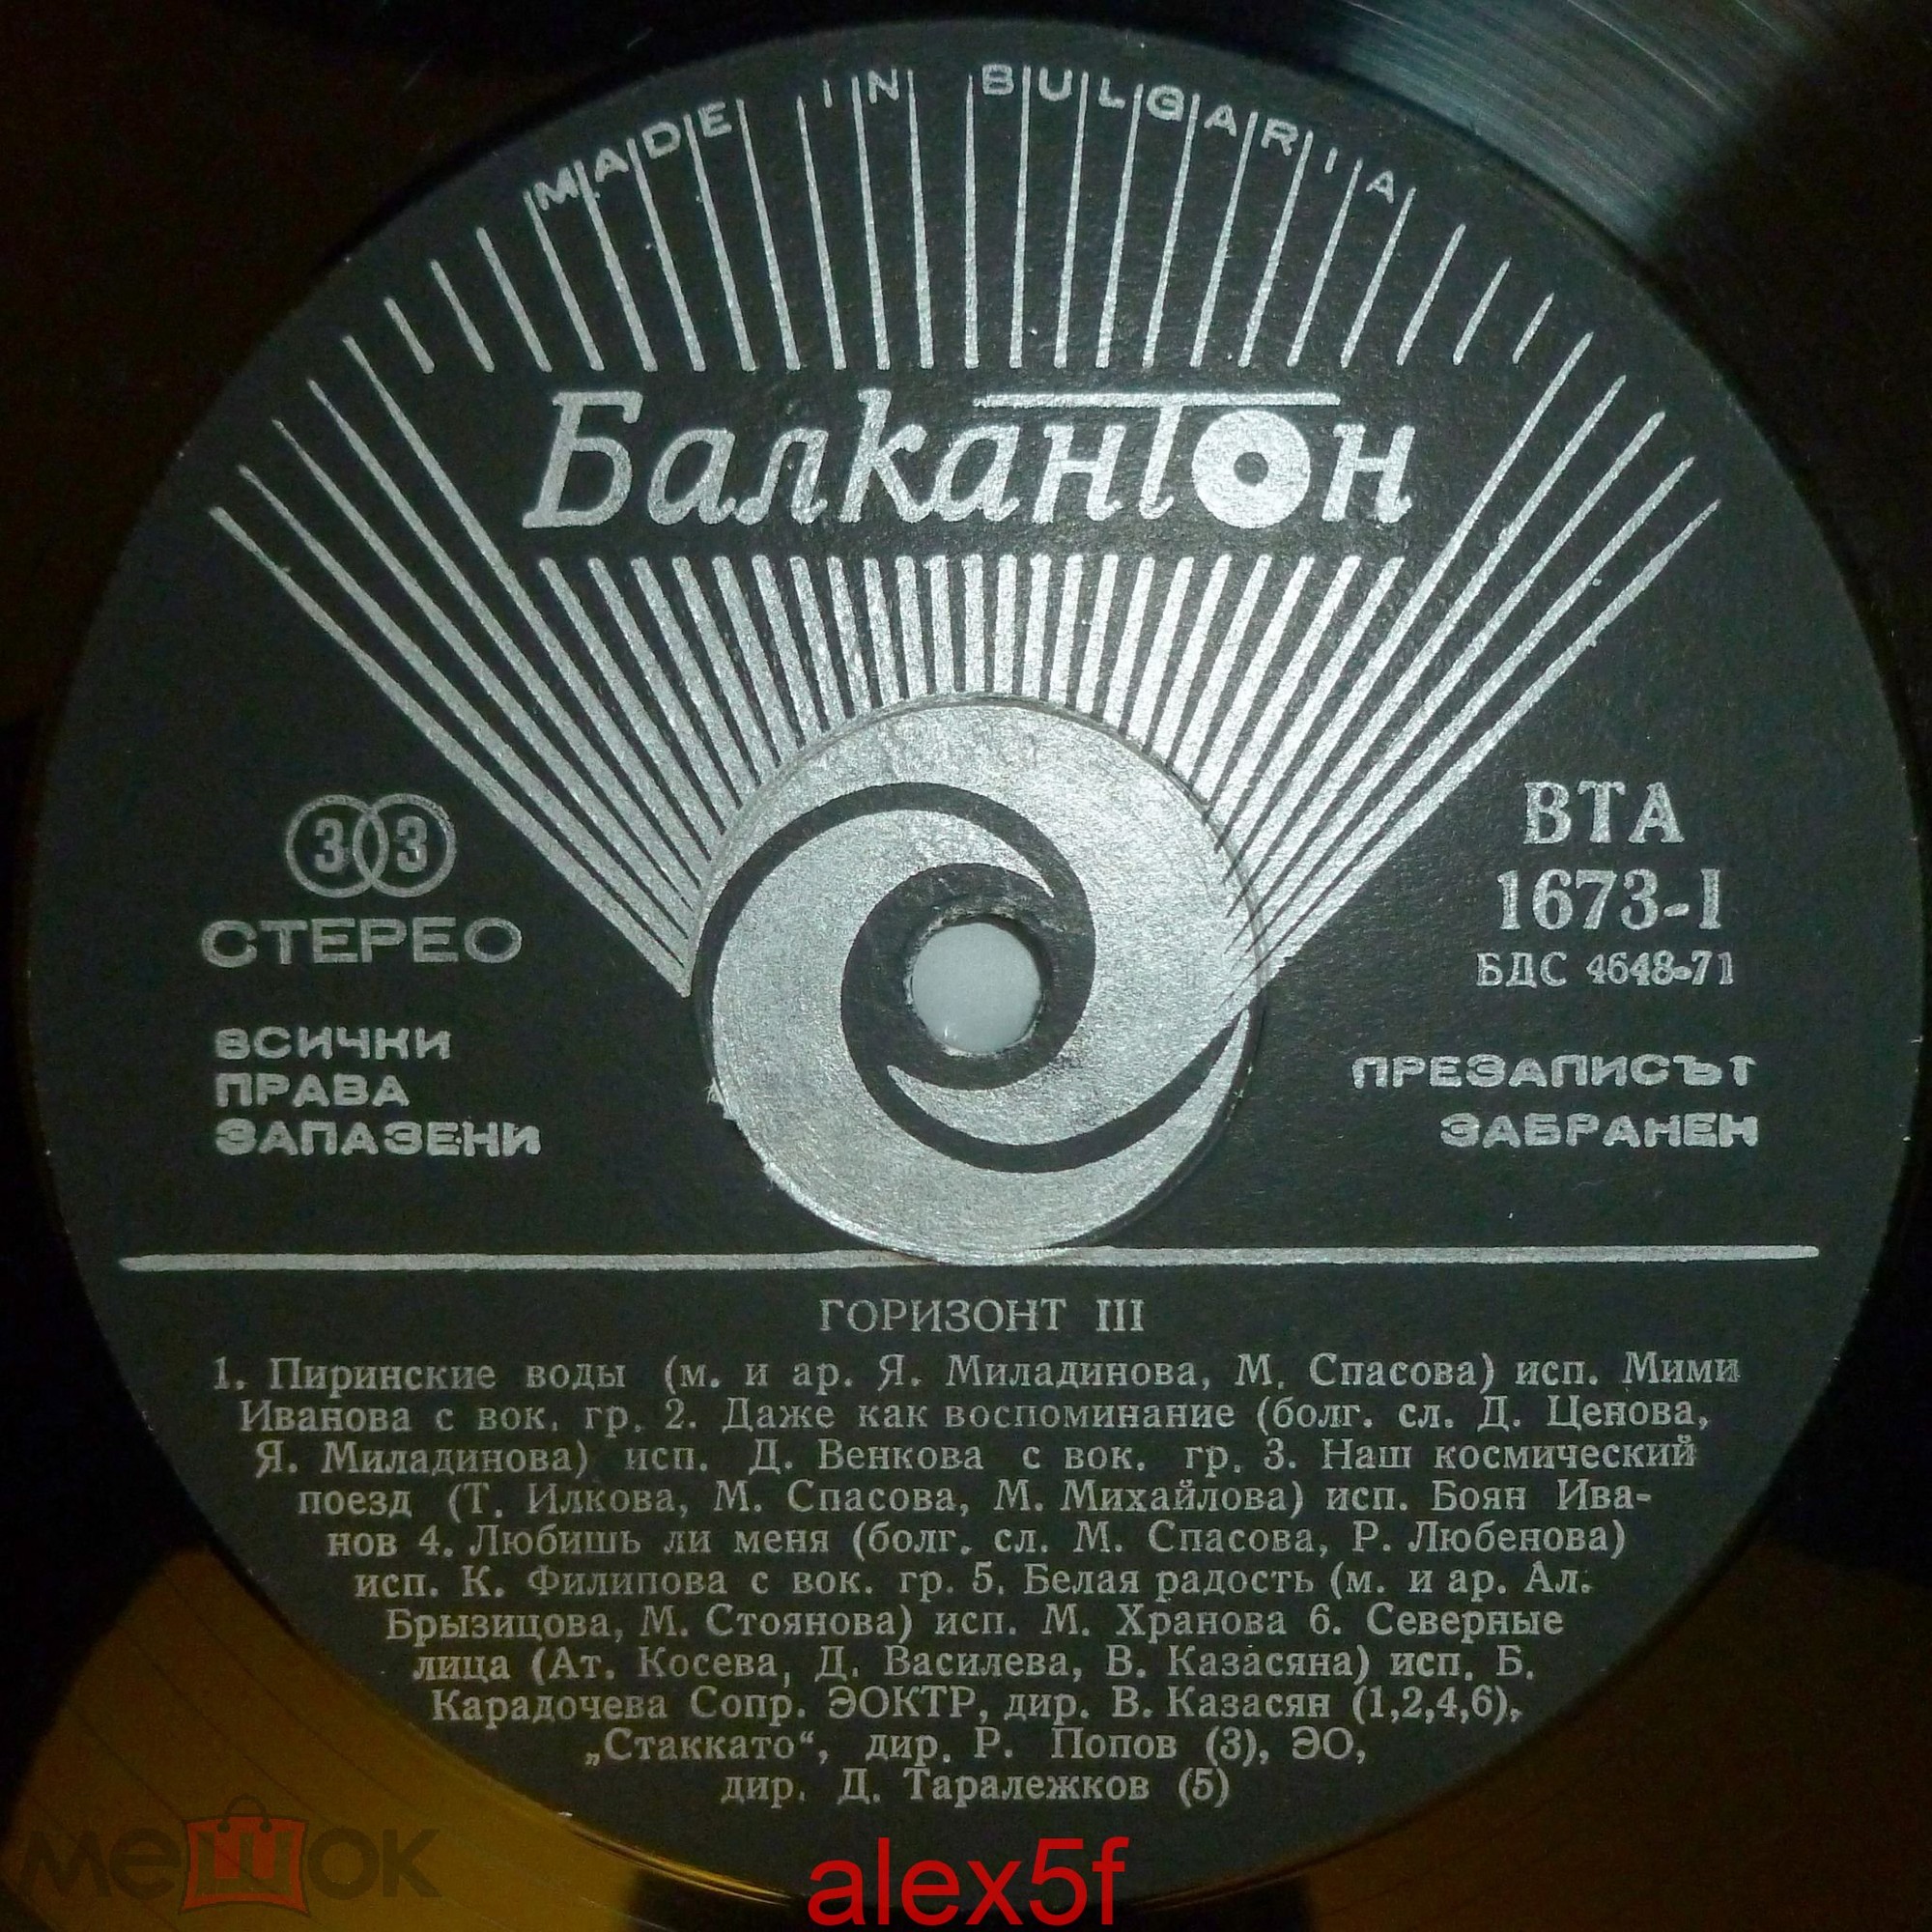 MADE IN BULGARIA
Балкантон
33
СТЕРЕО
ВСИЧКИ
ПРАВА
ЗАПАЗЕНИ
ВТА
1673-I
БДС 4648-71
ПРЕЗАПИСЪТ
ЗАБРАНЕН
ГОРИЗОНТ III
1. Пиринские воды (м. и ар. Я. Миладинова, М. Спасова) исп. Мими
Иванова с вок. гр. 2. Даже как воспоминание (болг. сл. Д. Ценова,
Я. Миладинова) исп. Д. Венкова с вок. гр. 3. Наш космический
поезд (Т. Илкова, М. Спасова, М. Михайлова) исп. Боян Ива-
нов 4. Любишь ли меня (болг. сл. М. Спасова, Р. Любенова)
исп. К. Филипова с вок. гр. 5. Белая радость (м. и ар. Ал.
Брызицова, М. Стоянова) исп. М. Хранова 6. Северные
лица (Ат. Косева, Д. Василева, В. Казасяна) исп. Б.
Карадочева Сопр. ЭОКТР, дир. В. Казасян (1,2,4,6),
„Стаккато“, дир. Р. Попов (3), ЭО,
дир. Д. Таралежков (5)
мешок
alex5f